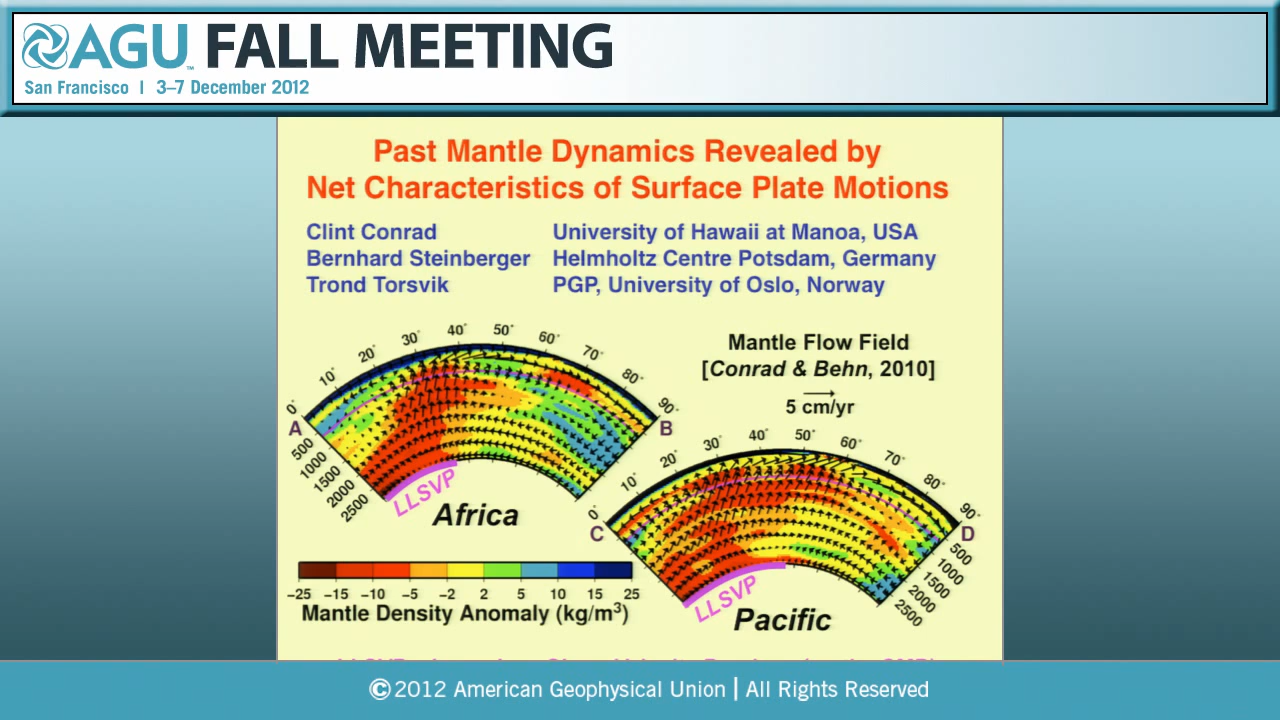 AGU™ FALL MEETING
San Francisco | 3–7 December 2012
Past Mantle Dynamics Revealed by
Net Characteristics of Surface Plate Motions
Clint Conrad University of Hawaii at Manoa, USA
Bernhard Steinberger Helmholtz Centre Potsdam, Germany
Trond Torsvik PGP, University of Oslo, Norway
0° 10° 20° 30° 40° 50° 60° 70° 80° 90°
A B
500
1000
1500
2000
2500
LLSVP
Africa
Mantle Flow Field
[Conrad & Behn, 2010]
5 cm/yr
0° 10° 20° 30° 40° 50° 60° 70° 80° 90°
C D
500
1000
1500
2000
2500
LLSVP
Pacific
−25 −15 −10 −5 −2 2 5 10 15 25
Mantle Density Anomaly (kg/m³)
©2012 American Geophysical Union | All Rights Reserved